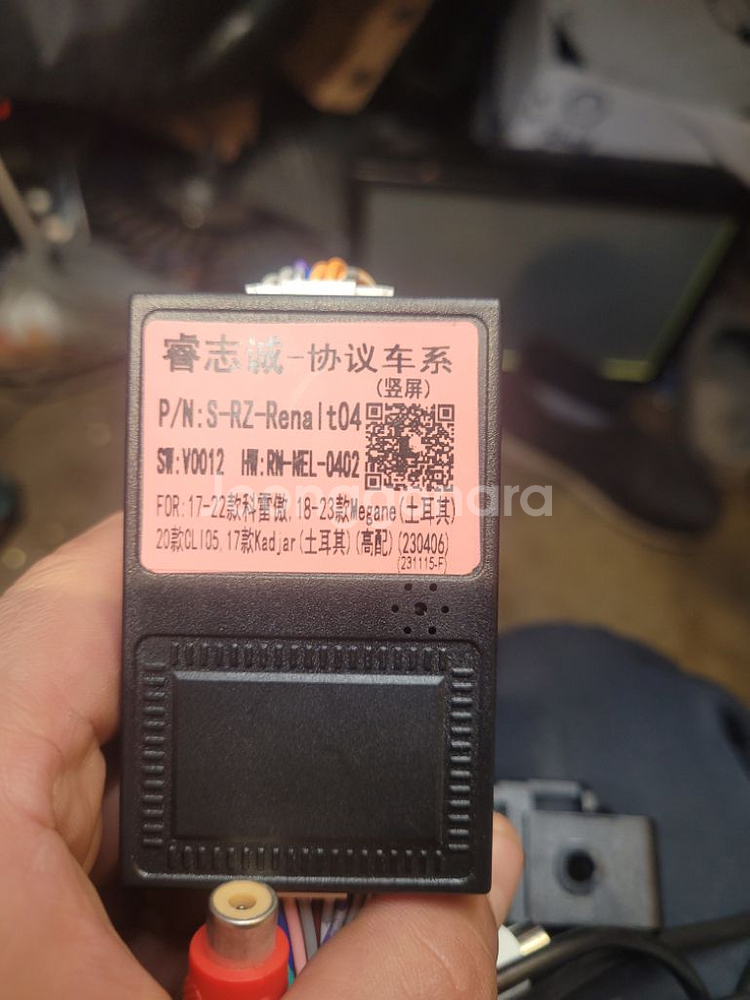 睿志诚-协议车系
(竖屏)
P/N:S-RZ-Renalt04
SW:V0012 HW:RN-MEL-0402
FOR:17-22款科雷傲,18-23款Megane(土耳其)
20款CLIO5,17款Kadjar(土耳其)(高配)(230406)
(231115-F)